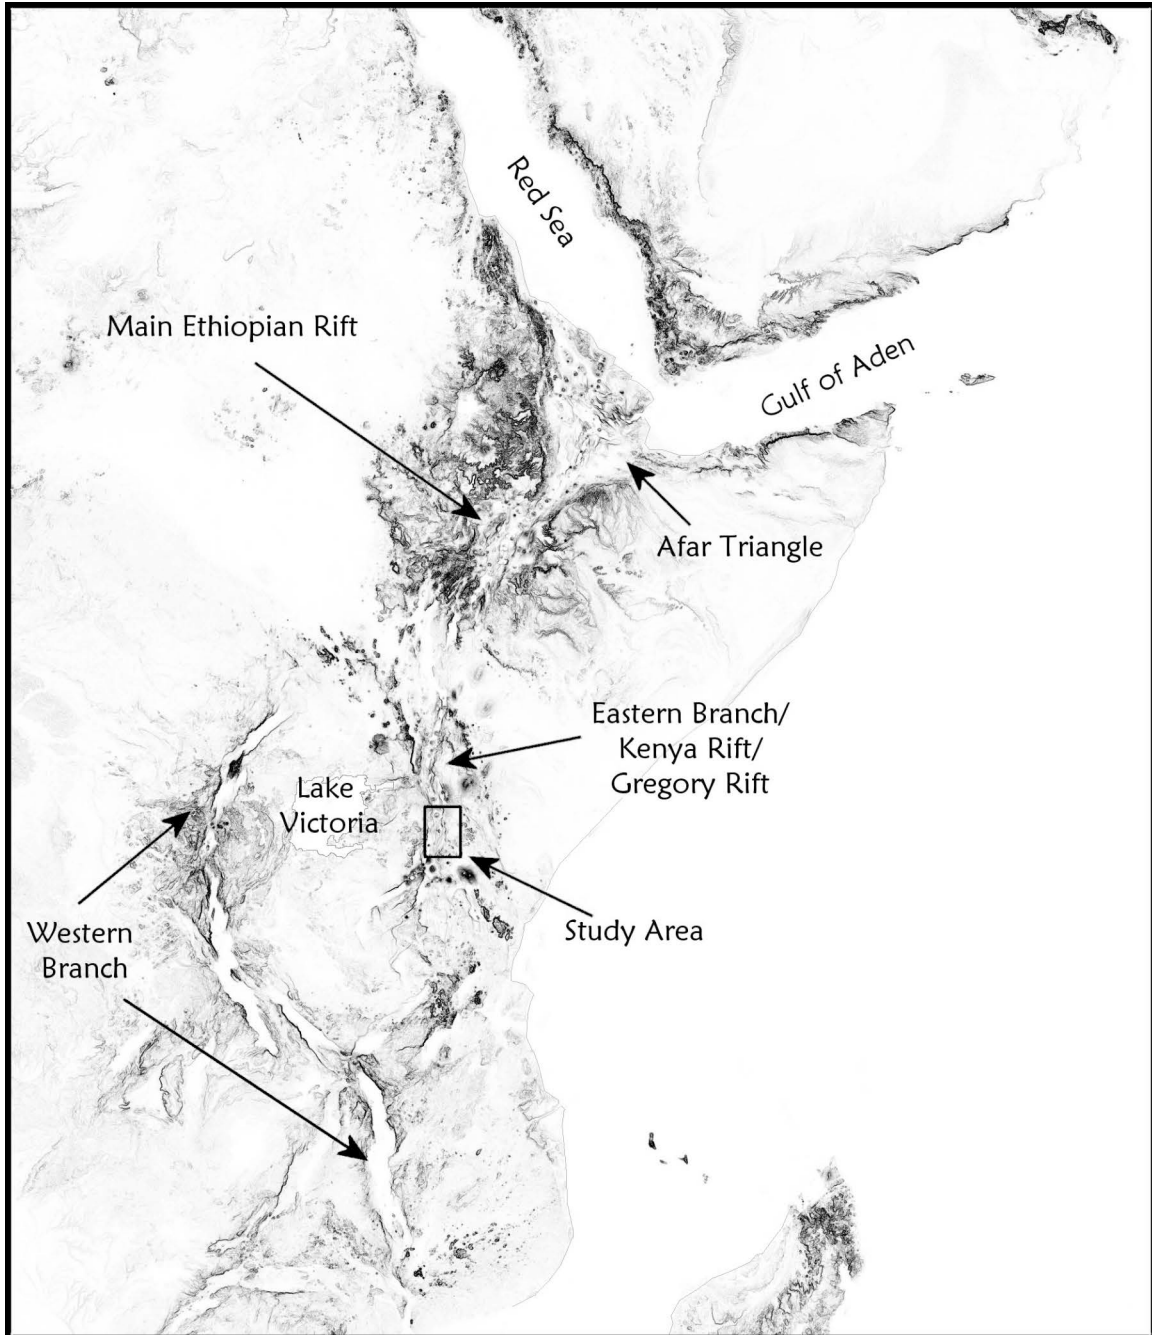 Red Sea
Main Ethiopian Rift
Gulf of Aden
Afar Triangle
Eastern Branch/
Kenya Rift/
Gregory Rift
Lake
Victoria
Study Area
Western
Branch